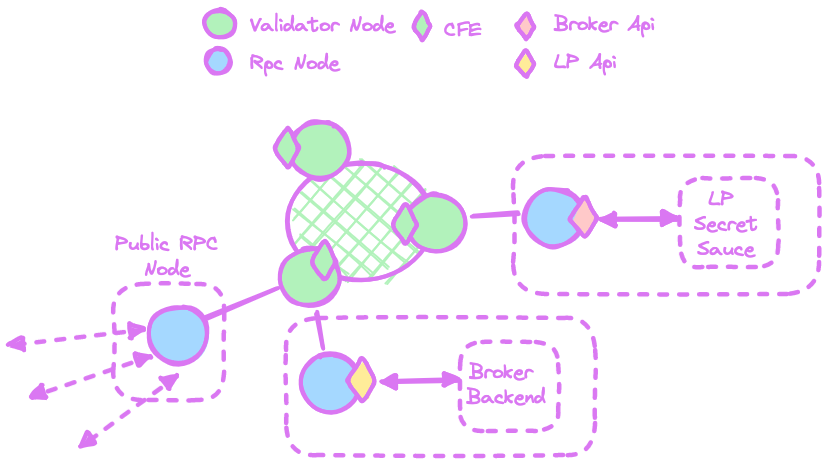 Validator Node
CFE
Broker Api
Rpc Node
LP Api
Public RPC
Node
LP
Secret
Sauce
Broker
Backend